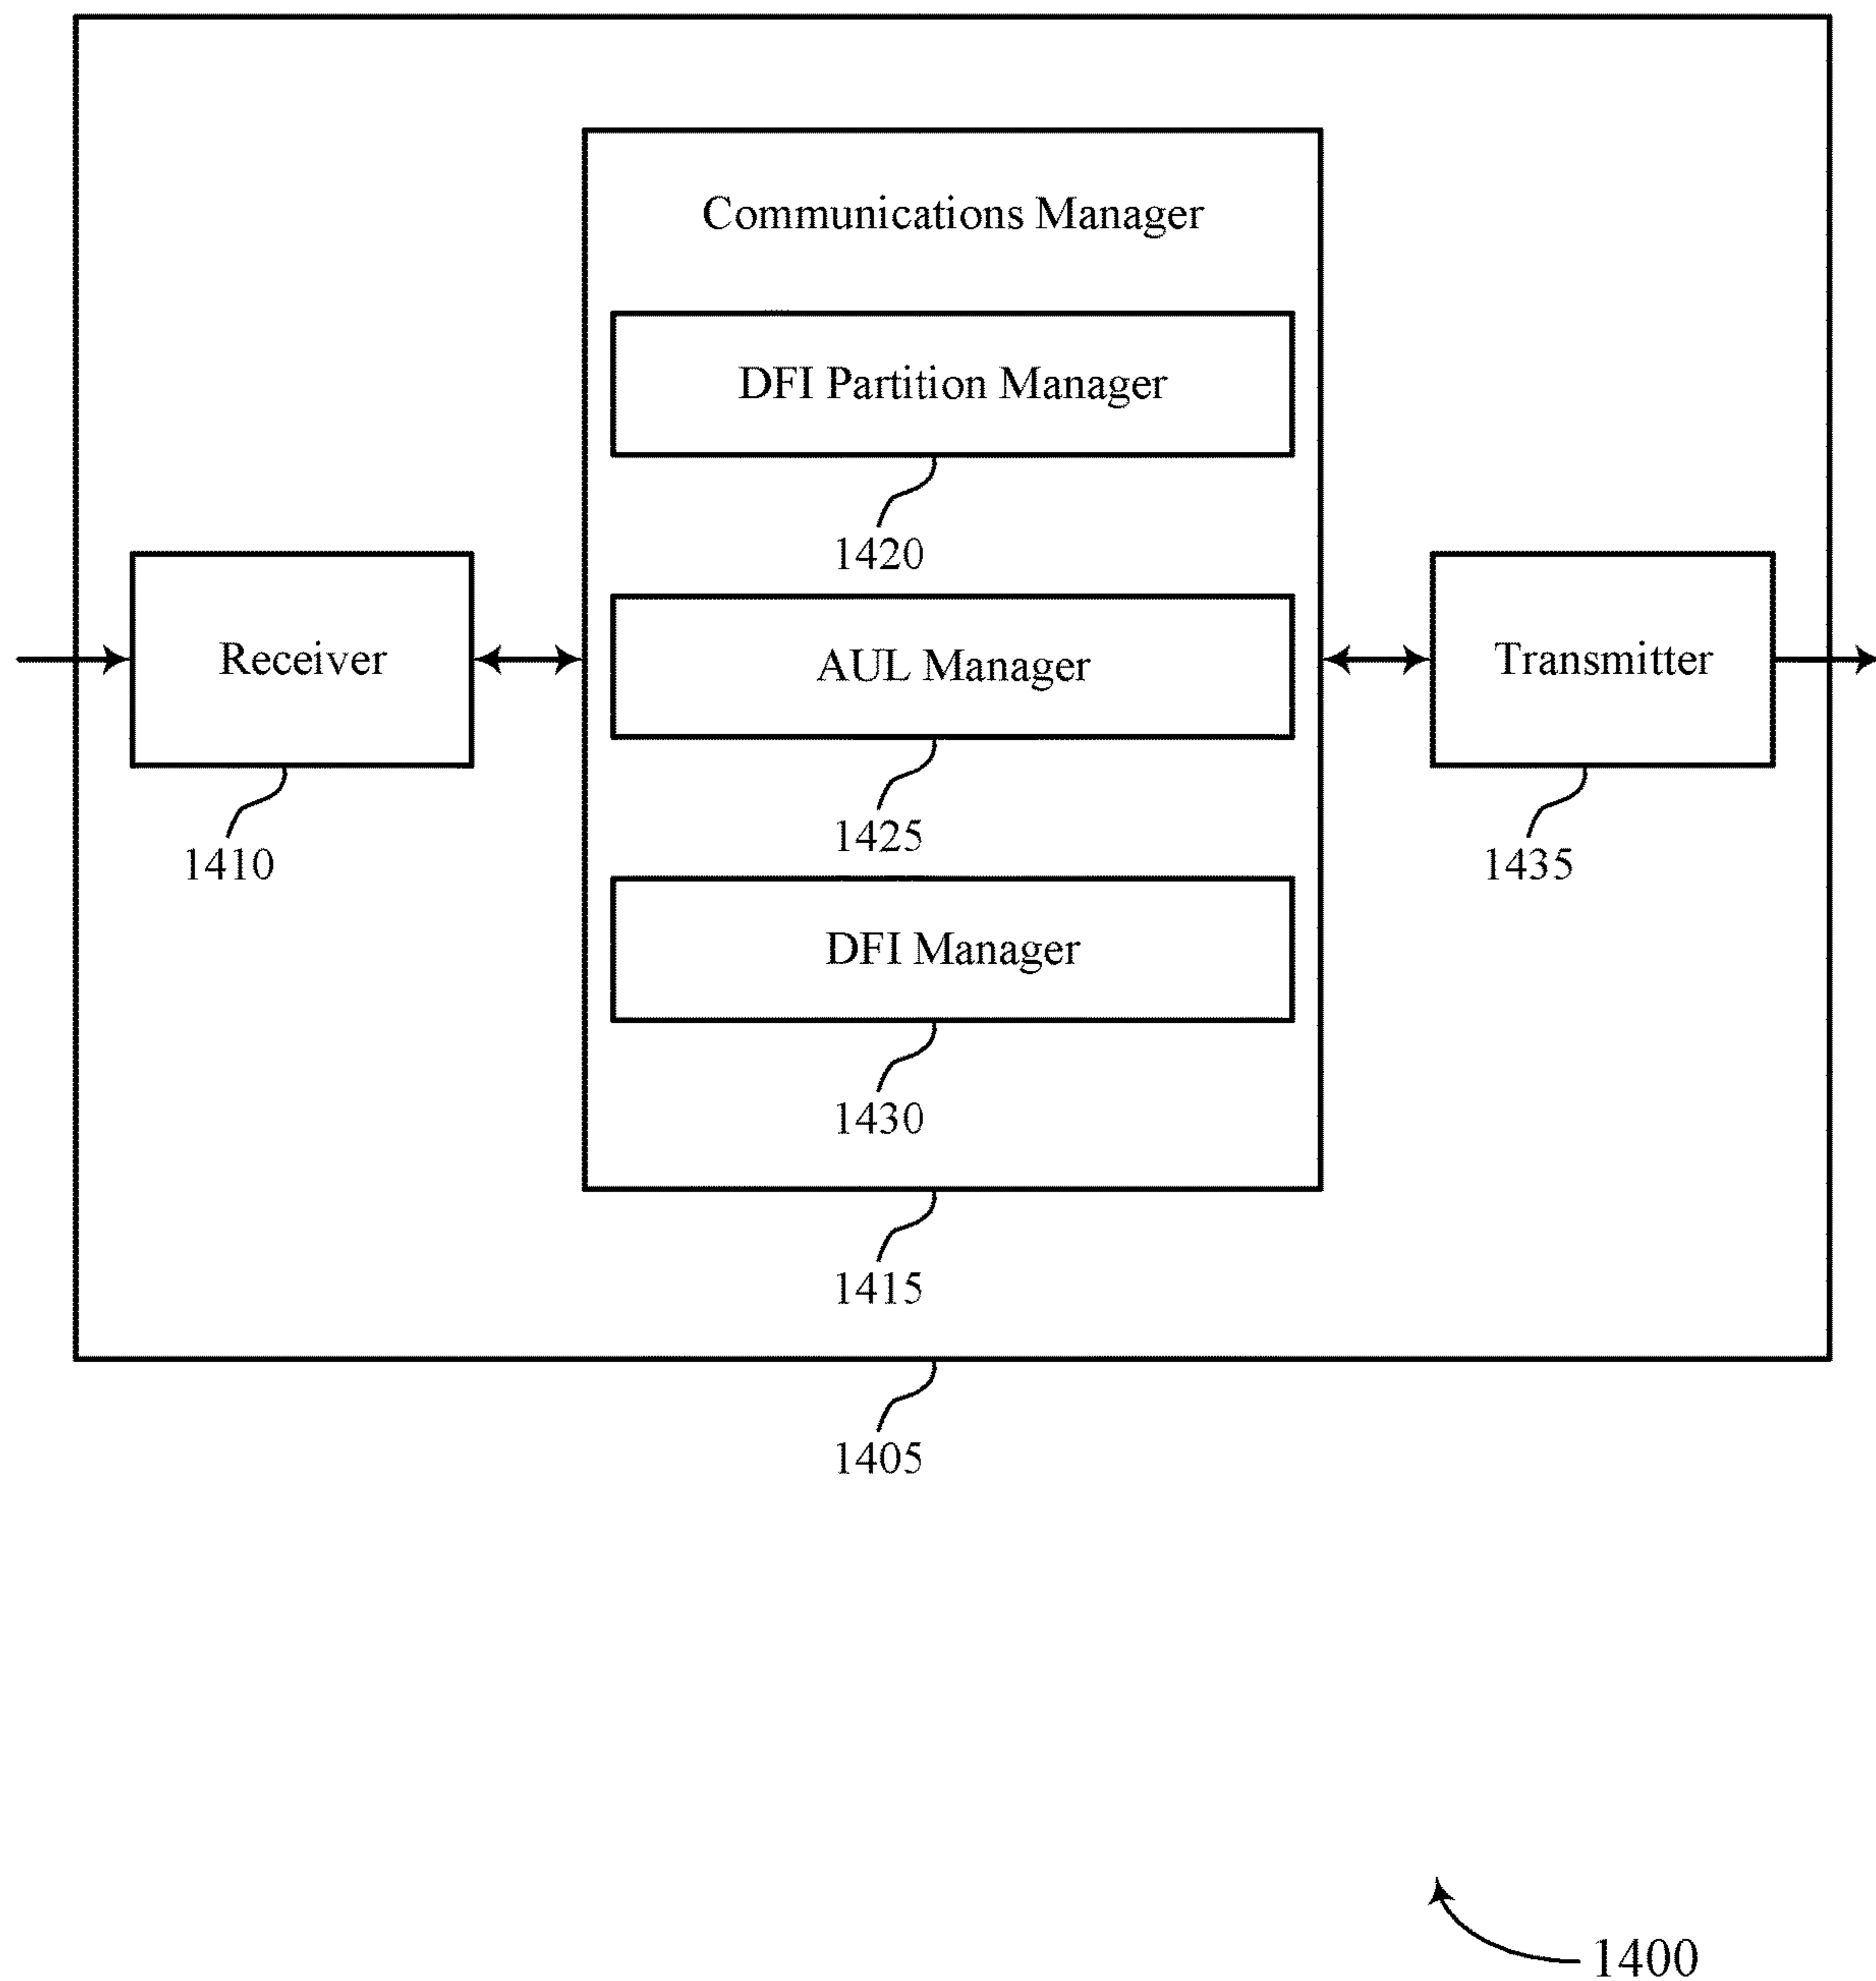 Communications Manager
DFI Partition Manager
1420
Receiver
AUL Manager
Transmitter
1410
1425
1435
DFI Manager
1430
1415
1405
1400